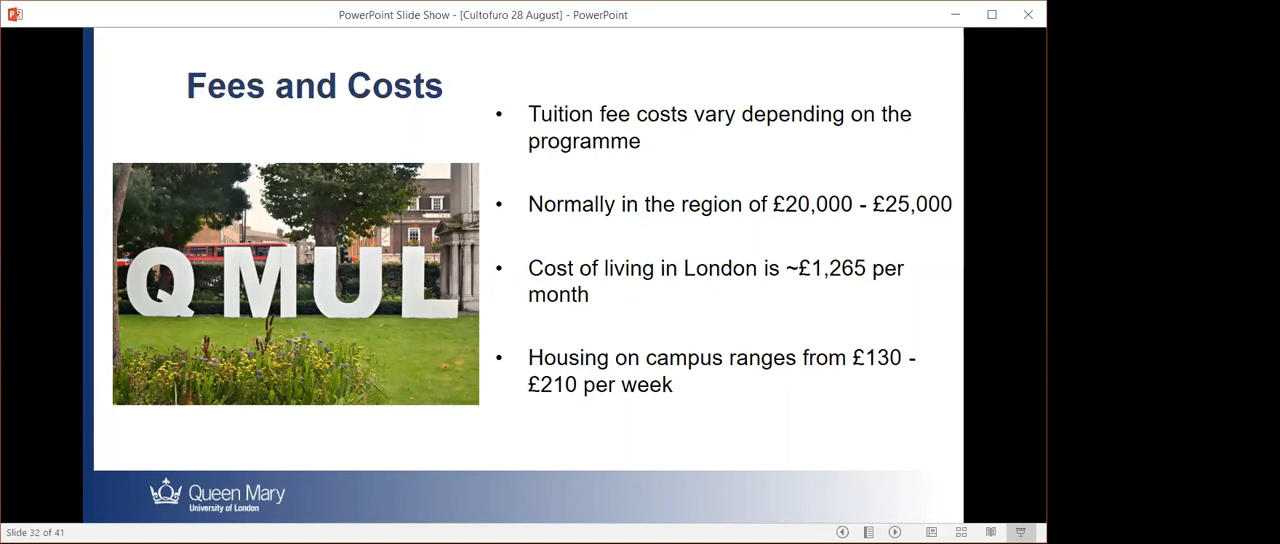 PowerPoint Slide Show - [Cultofuro 28 August] - PowerPoint
Fees and Costs
• Tuition fee costs vary depending on the
programme
• Normally in the region of £20,000 - £25,000
• Cost of living in London is ~£1,265 per
month
• Housing on campus ranges from £130 -
£210 per week
QMUL
Queen Mary
University of London
Slide 32 of 41